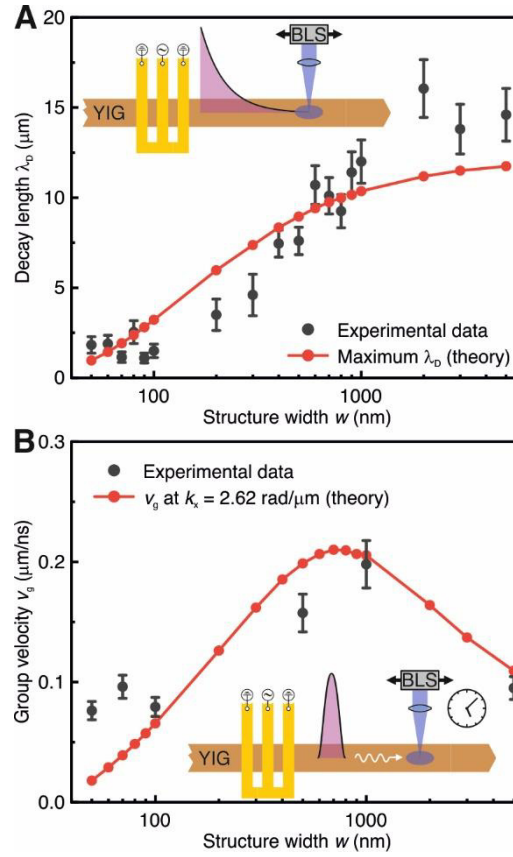 A
20
15
10
5
0
Decay length λD (μm)
BLS
YIG
Experimental data
Maximum λD (theory)
100
1000
Structure width w (nm)
B
0.3
0.2
0.1
0.0
Group velocity vg (μm/ns)
Experimental data
vg at kx = 2.62 rad/μm (theory)
BLS
YIG
100
1000
Structure width w (nm)